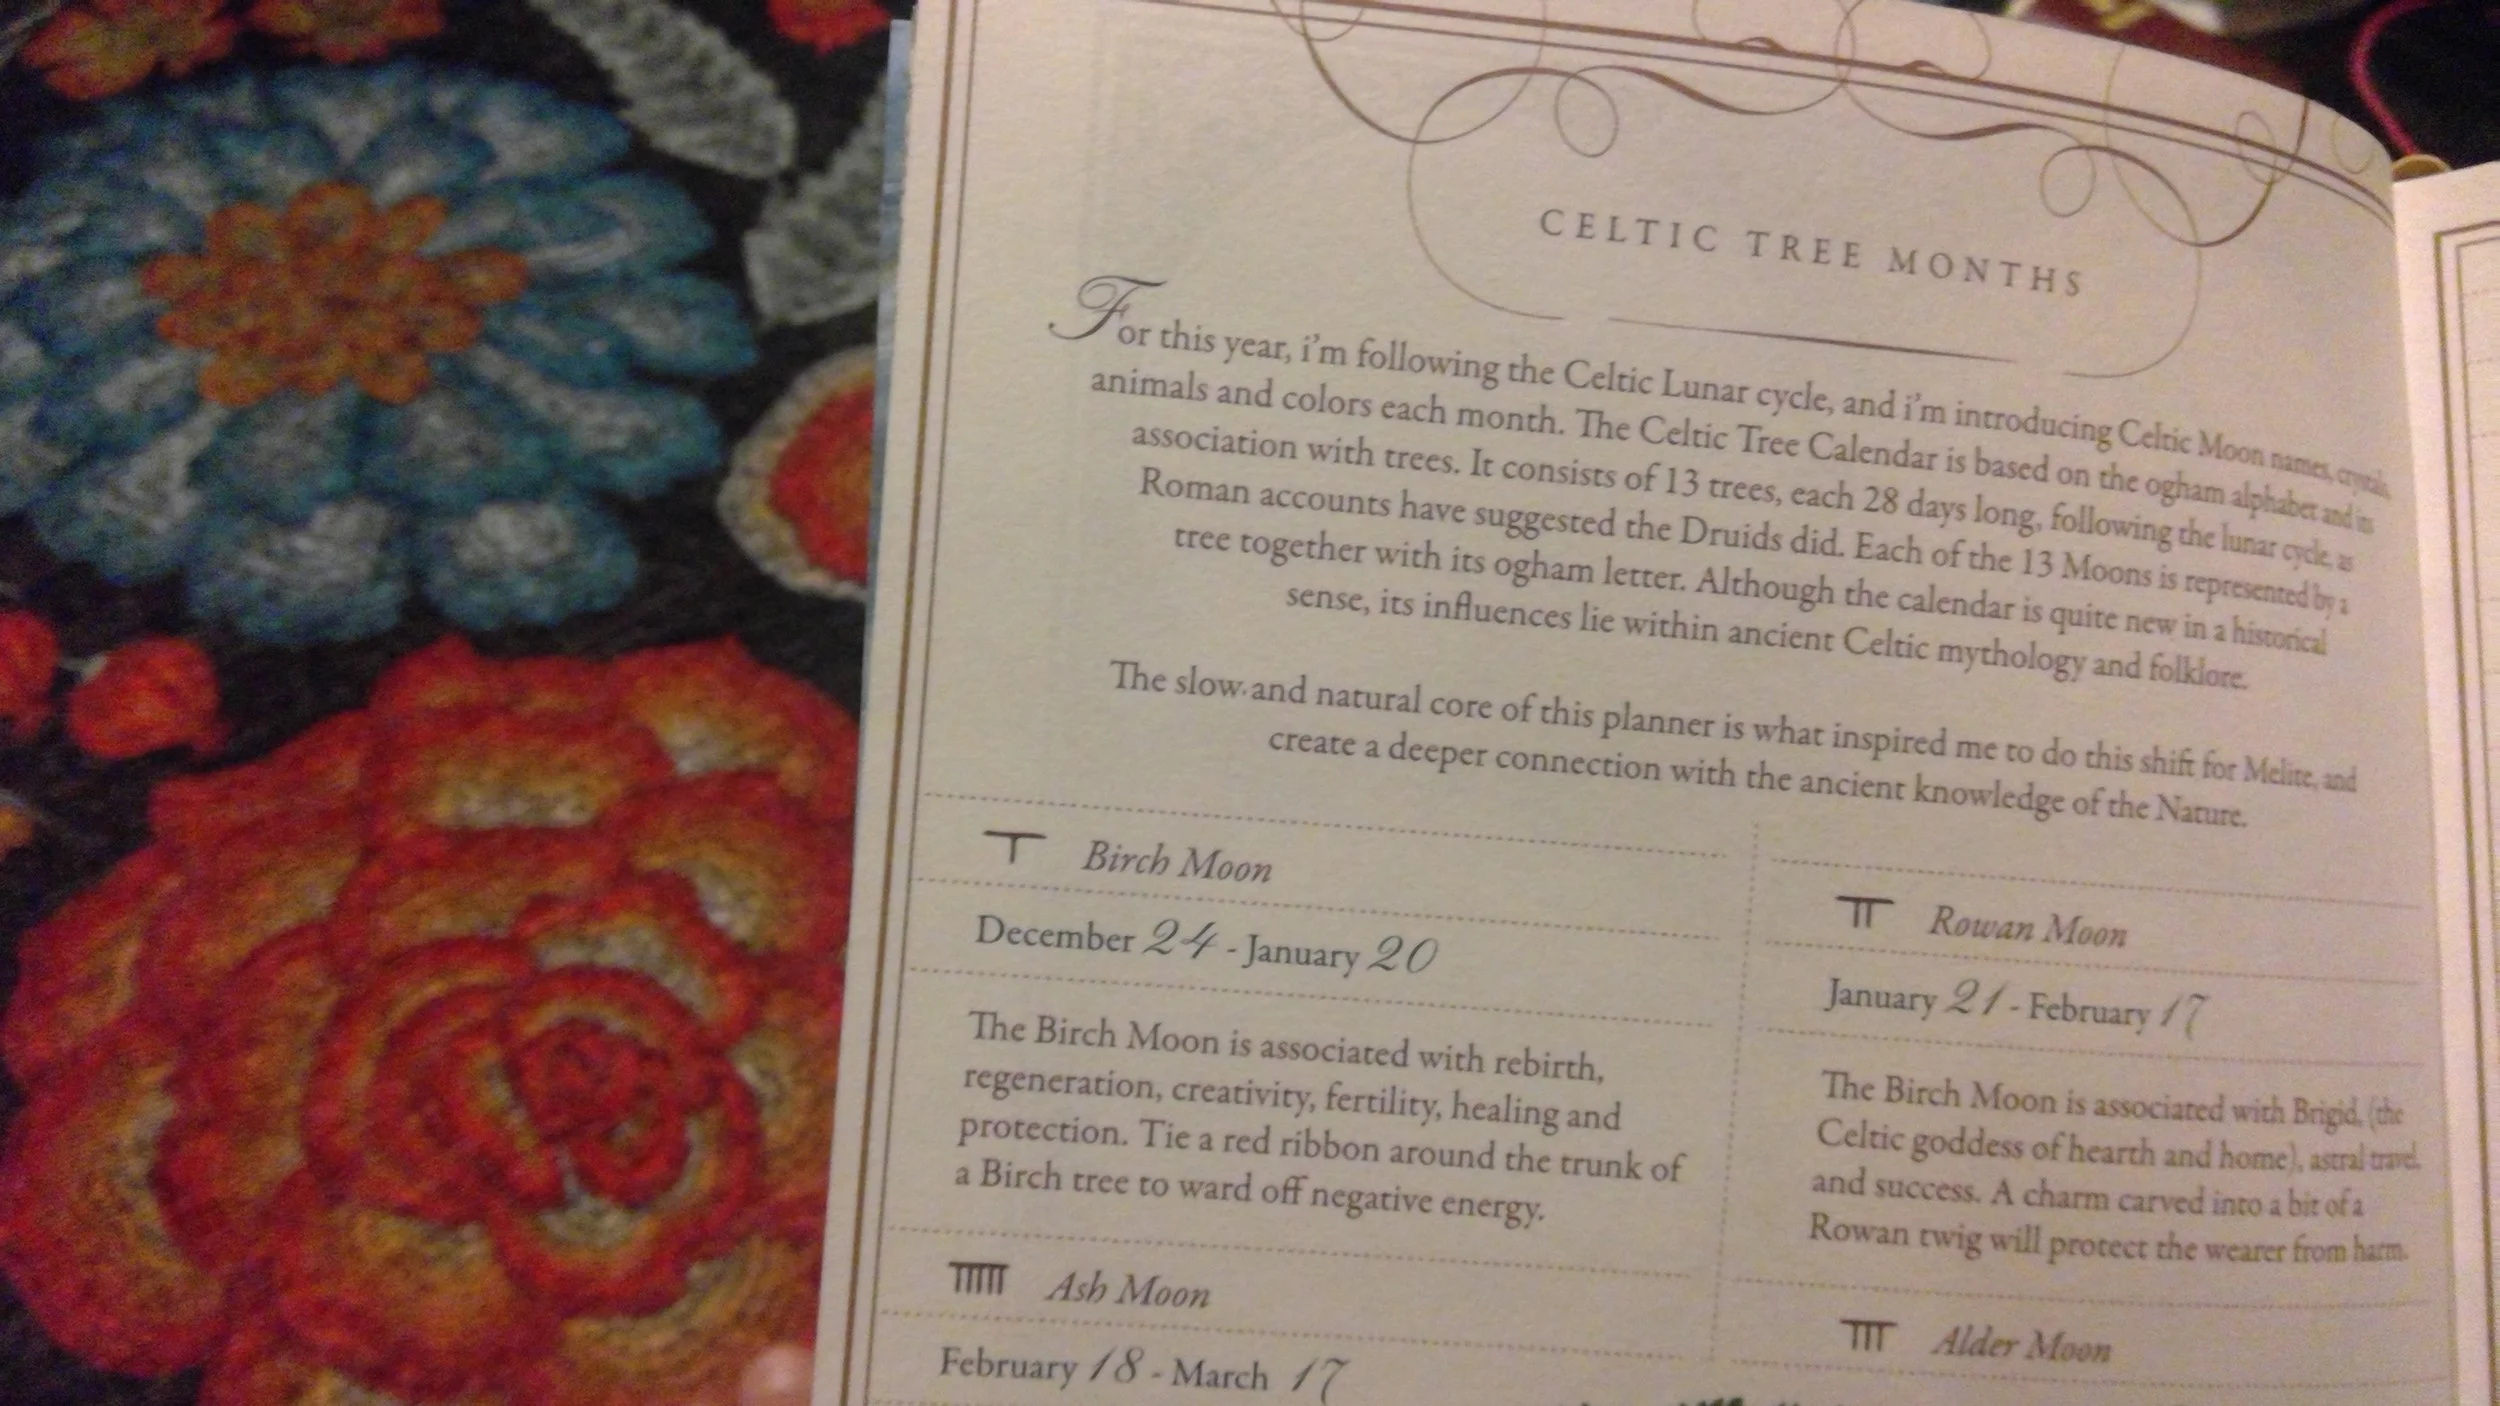 CELTIC TREE MONTHS
For this year, i'm following the Celtic Lunar cycle, and i'm introducing Celtic Moon names, crystals,
animals and colors each month. The Celtic Tree Calendar is based on the ogham alphabet and its
association with trees. It consists of 13 trees, each 28 days long, following the lunar cycle, as
Roman accounts have suggested the Druids did. Each of the 13 Moons is represented by a
tree together with its ogham letter. Although the calendar is quite new in a historical
sense, its influences lie within ancient Celtic mythology and folklore.
The slow and natural core of this planner is what inspired me to do this shift for Melite, and
create a deeper connection with the ancient knowledge of the Nature.
Birch Moon
December 24 - January 20
The Birch Moon is associated with rebirth,
regeneration, creativity, fertility, healing and
protection. Tie a red ribbon around the trunk of
a Birch tree to ward off negative energy.
Rowan Moon
January 21 - February 17
The Birch Moon is associated with Brigid, (the
Celtic goddess of hearth and home), astral travel
and success. A charm carved into a bit of a
Rowan twig will protect the wearer from harm.
Ash Moon
February 18 - March 17
Alder Moon